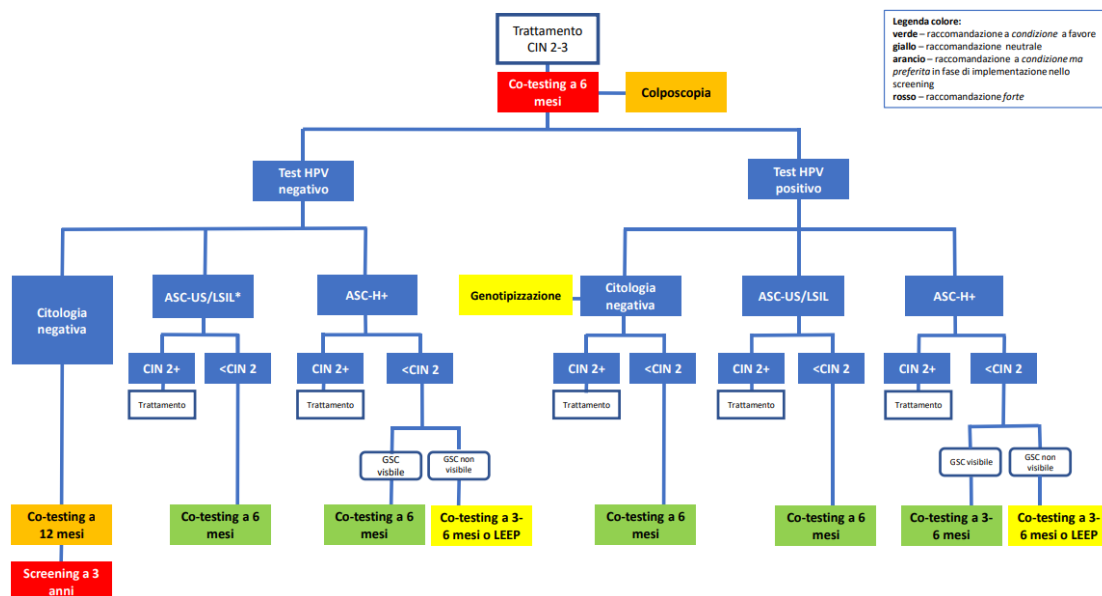 Trattamento
CIN 2-3
Legenda colore:
verde – raccomandazione a condizione a favore
giallo – raccomandazione neutrale
arancio – raccomandazione a condizione ma
preferita in fase di implementazione nello
screening
rosso – raccomandazione forte
Co-testing a 6
mesi
Colposcopia
Test HPV
negativo
Test HPV
positivo
Citologia
negativa
ASC-US/LSIL*
ASC-H+
Genotipizzazione
Citologia
negativa
ASC-US/LSIL
ASC-H+
CIN 2+
<CIN 2
CIN 2+
<CIN 2
CIN 2+
<CIN 2
CIN 2+
<CIN 2
CIN 2+
<CIN 2
Trattamento
Trattamento
Trattamento
Trattamento
Trattamento
GSC
visbile
GSC non
visibile
GSC visibile
GSC non
visibile
Co-testing a
12 mesi
Co-testing a 6
mesi
Co-testing a 6
mesi
Co-testing a 3-
6 mesi o LEEP
Co-testing a 6
mesi
Co-testing a 6
mesi
Co-testing a 3-
6 mesi
Co-testing a 3-
6 mesi o LEEP
Screening a 3
anni